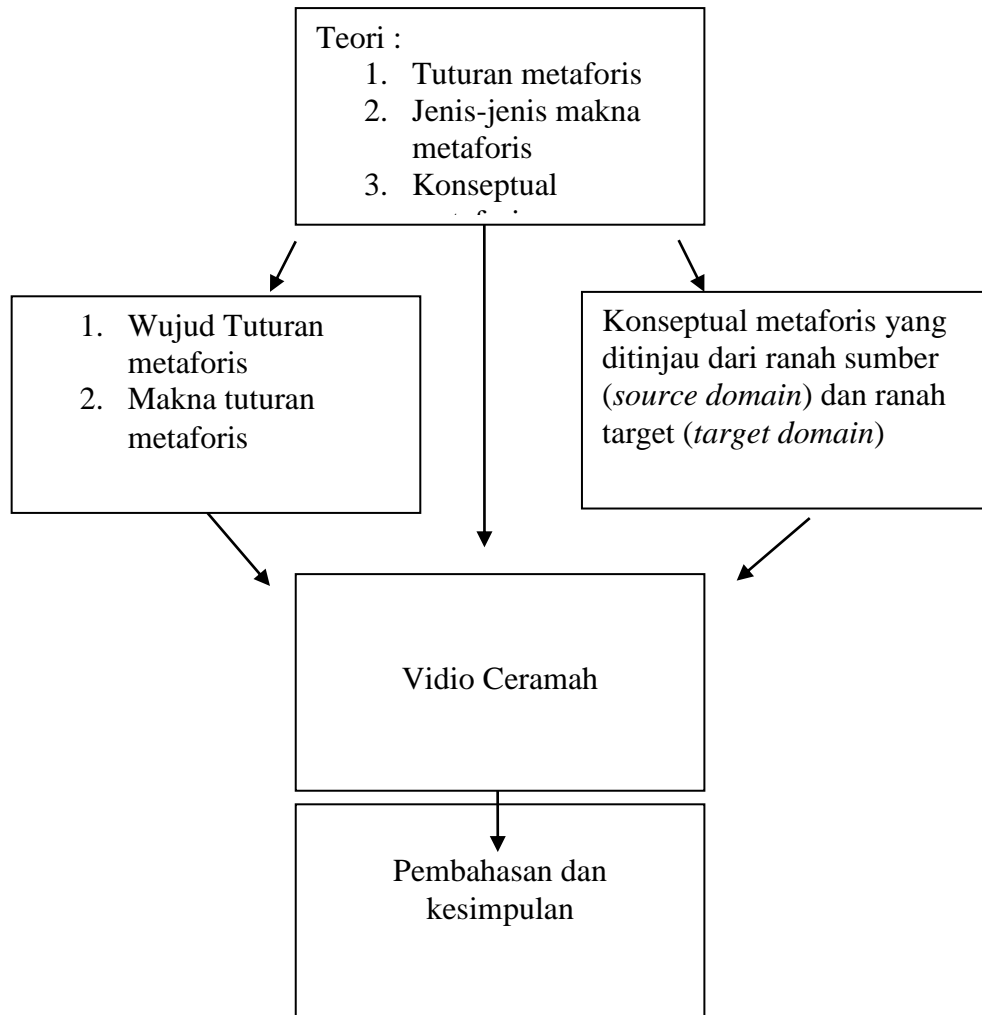 Teori :
1. Tuturan metaforis
2. Jenis-jenis makna
metaforis
3. Konseptual
1. Wujud Tuturan
metaforis
2. Makna tuturan
metaforis
Konseptual metaforis yang
ditinjau dari ranah sumber
(source domain) dan ranah
target (target domain)
Vidio Ceramah
Pembahasan dan
kesimpulan